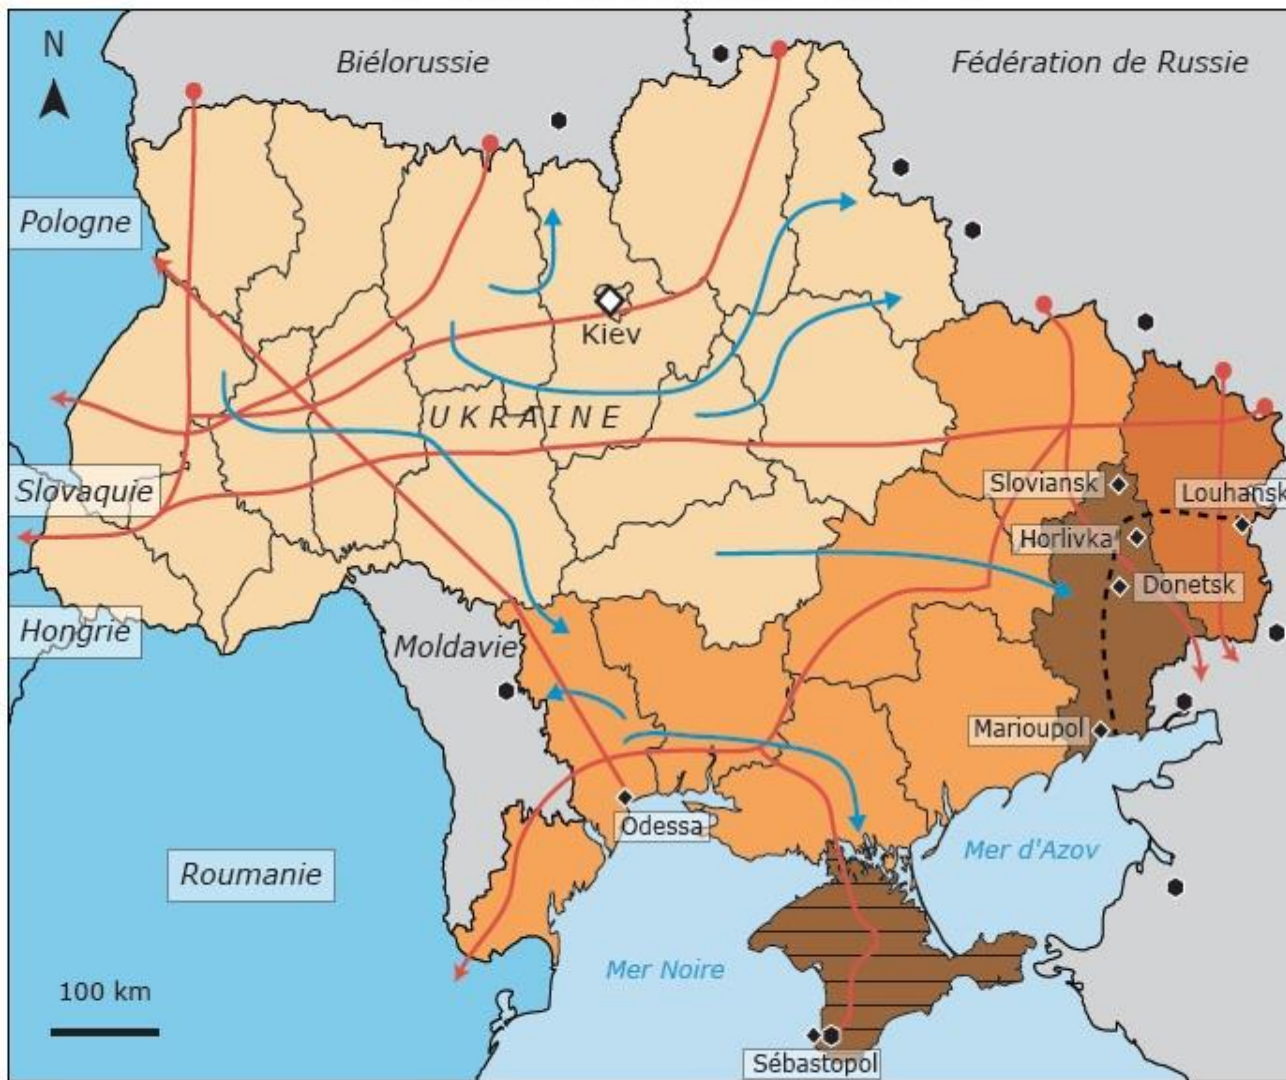 N
Biélorussie
Fédération de Russie
Pologne
Kiev
UKRAINE
Slovaquie
Sloviansk
Louhansk
Horlivka
Donetsk
Hongrie
Moldavie
Marioupol
Odessa
Mer d'Azov
Roumanie
Mer Noire
100 km
Sébastopol